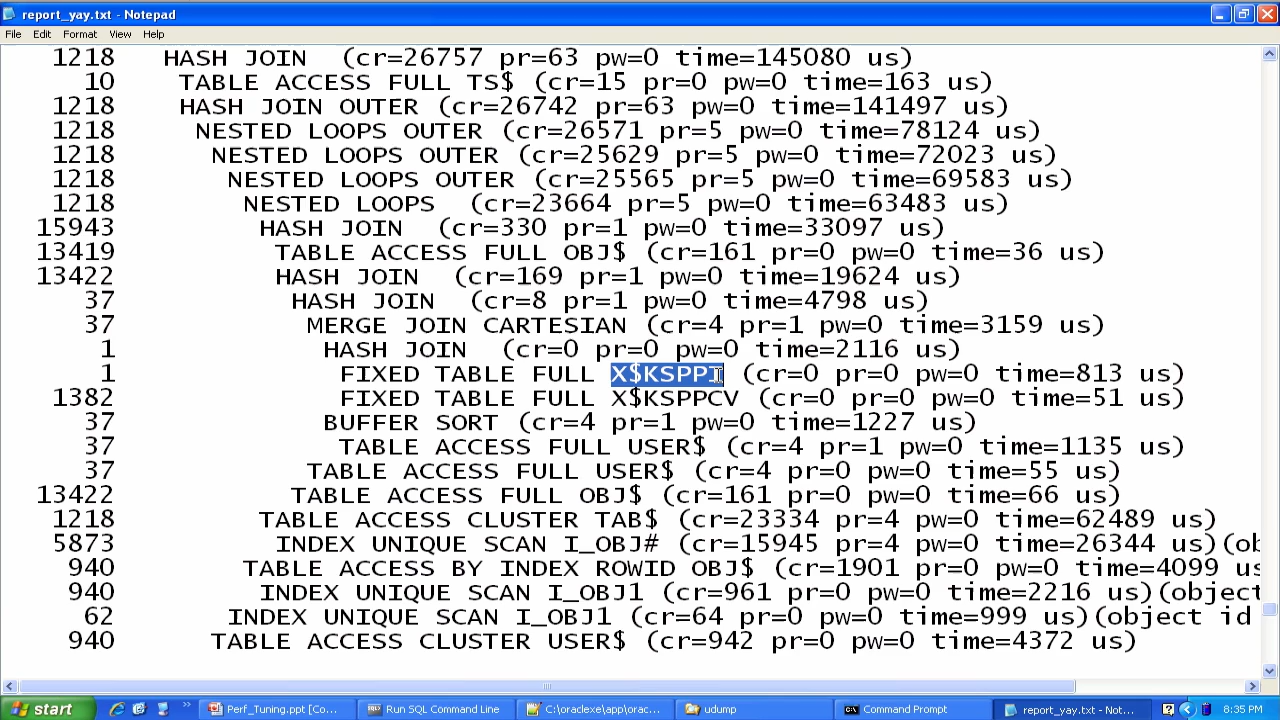 report_yay.txt - Notepad
File Edit Format View Help
1218 HASH JOIN (cr=26757 pr=63 pw=0 time=145080 us)
10 TABLE ACCESS FULL TS$ (cr=15 pr=0 pw=0 time=163 us)
1218 HASH JOIN OUTER (cr=26742 pr=63 pw=0 time=141497 us)
1218 NESTED LOOPS OUTER (cr=26571 pr=5 pw=0 time=78124 us)
1218 NESTED LOOPS OUTER (cr=25629 pr=5 pw=0 time=72023 us)
1218 NESTED LOOPS OUTER (cr=25565 pr=5 pw=0 time=69583 us)
1218 NESTED LOOPS (cr=23664 pr=5 pw=0 time=63483 us)
15943 HASH JOIN (cr=330 pr=1 pw=0 time=33097 us)
13419 TABLE ACCESS FULL OBJ$ (cr=161 pr=0 pw=0 time=36 us)
13422 HASH JOIN (cr=169 pr=1 pw=0 time=19624 us)
37 HASH JOIN (cr=8 pr=1 pw=0 time=4798 us)
37 MERGE JOIN CARTESIAN (cr=4 pr=1 pw=0 time=3159 us)
1 HASH JOIN (cr=0 pr=0 pw=0 time=2116 us)
1 FIXED TABLE FULL X$KSPPI (cr=0 pr=0 pw=0 time=813 us)
1382 FIXED TABLE FULL X$KSPPCV (cr=0 pr=0 pw=0 time=51 us)
37 BUFFER SORT (cr=4 pr=1 pw=0 time=1227 us)
37 TABLE ACCESS FULL USER$ (cr=4 pr=1 pw=0 time=1135 us)
37 TABLE ACCESS FULL USER$ (cr=4 pr=0 pw=0 time=55 us)
13422 TABLE ACCESS FULL OBJ$ (cr=161 pr=0 pw=0 time=66 us)
1218 TABLE ACCESS CLUSTER TAB$ (cr=23334 pr=4 pw=0 time=62489 us)
5873 INDEX UNIQUE SCAN I_OBJ# (cr=15945 pr=4 pw=0 time=26344 us)(ob
940 TABLE ACCESS BY INDEX ROWID OBJ$ (cr=1901 pr=0 pw=0 time=4099 us
940 INDEX UNIQUE SCAN I_OBJ1 (cr=961 pr=0 pw=0 time=2216 us)(object
62 INDEX UNIQUE SCAN I_OBJ1 (cr=64 pr=0 pw=0 time=999 us)(object id
940 TABLE ACCESS CLUSTER USER$ (cr=942 pr=0 pw=0 time=4372 us)
start Perf_Tuning.ppt [Co... Run SQL Command Line C:\oraclexe\app\orac... udump Command Prompt report_yay.txt - Not... 8:35 PM